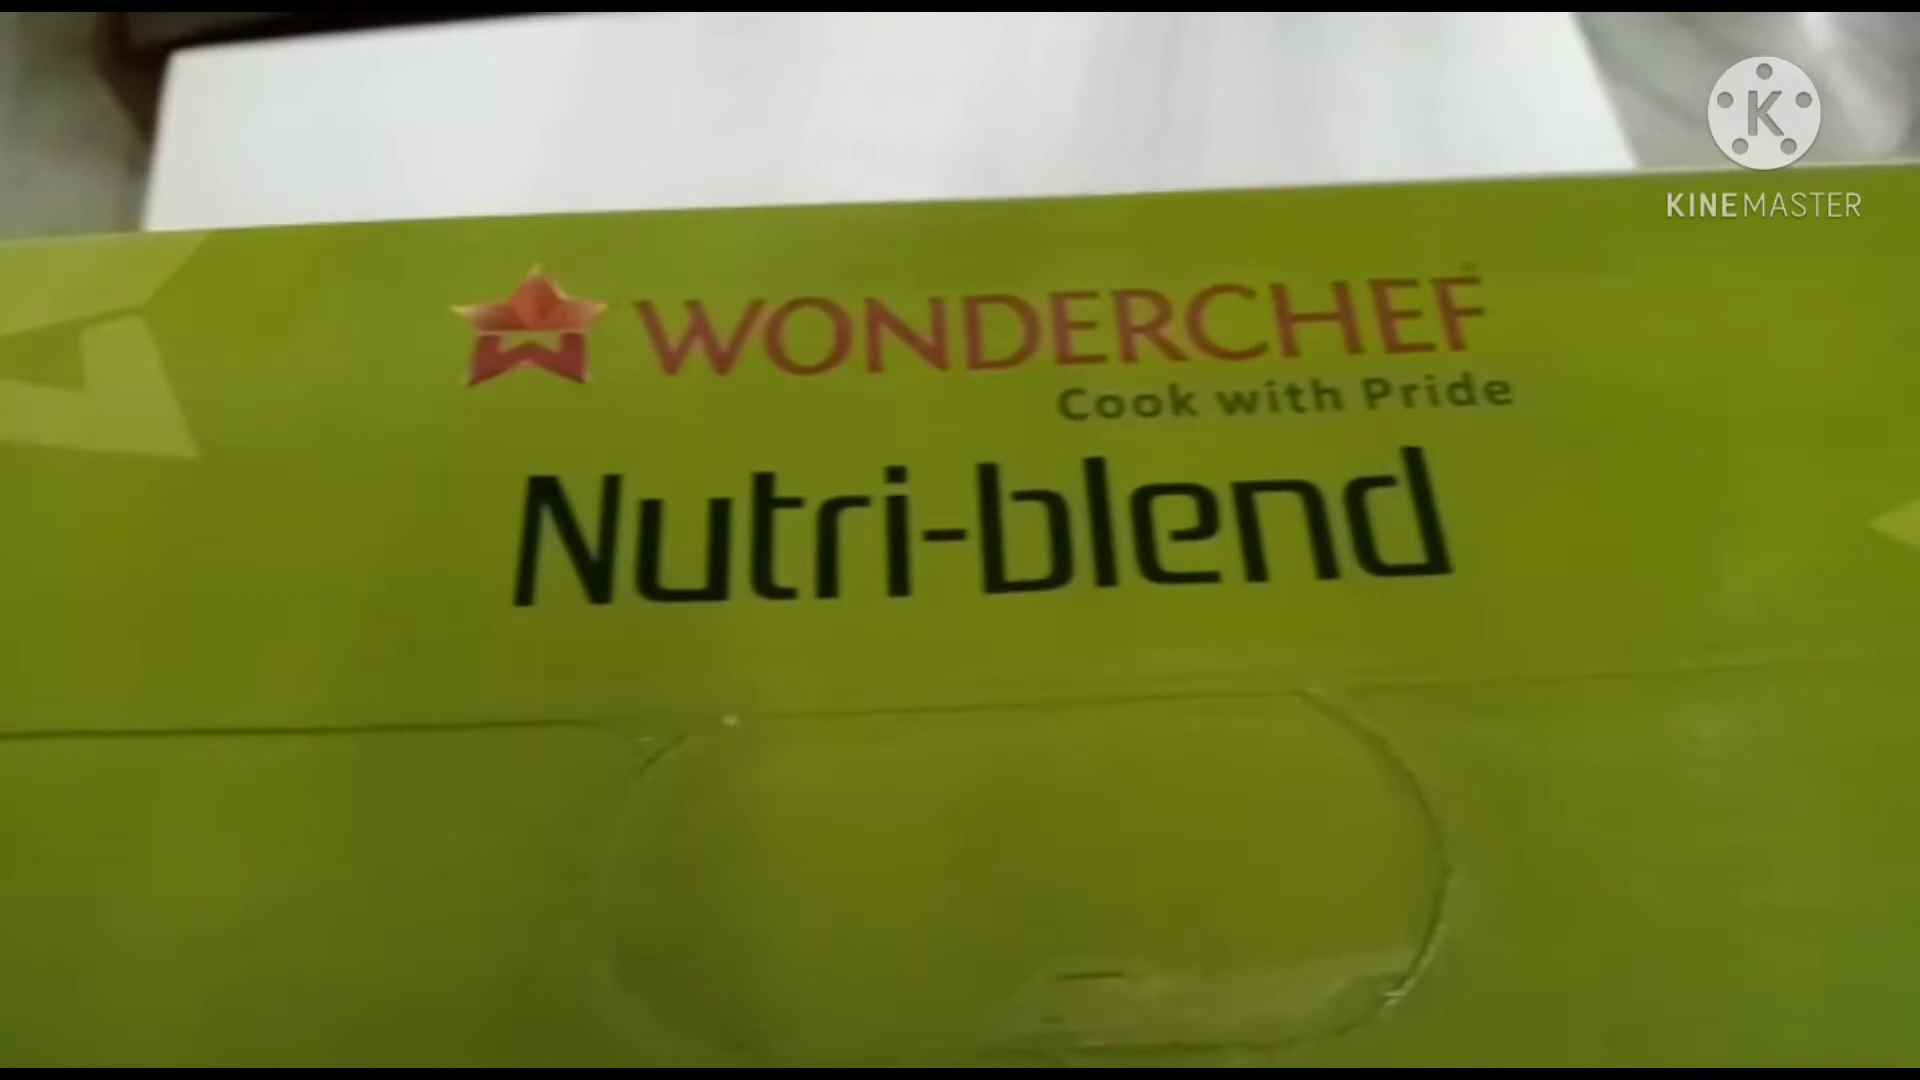 K
KINEMASTER
WONDERCHEF
Cook with Pride
Nutri-blend